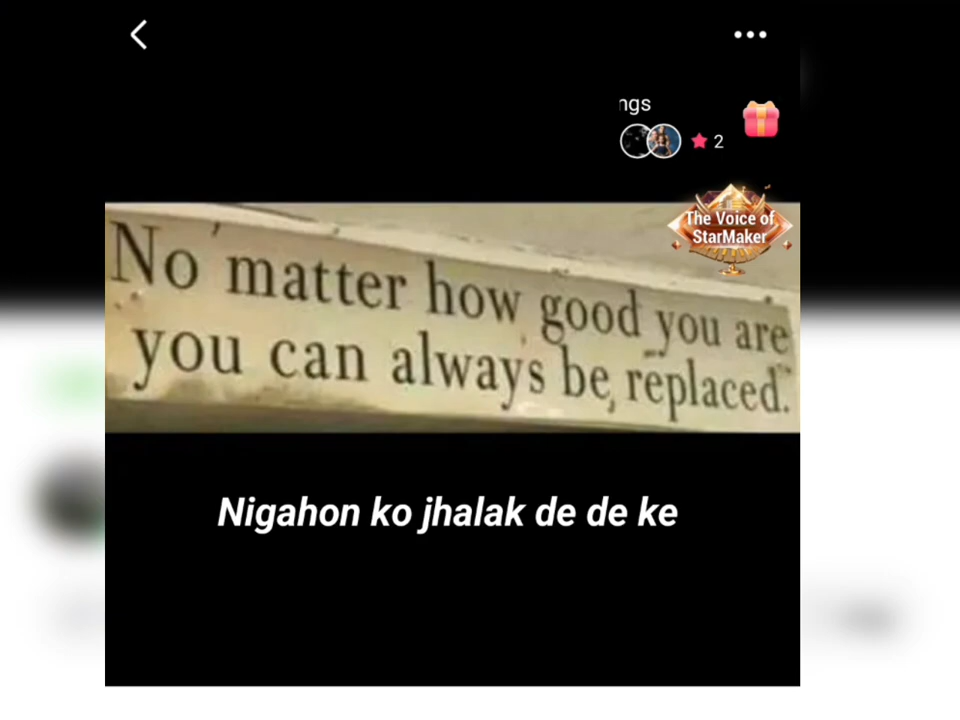 ngs
2
The Voice of
StarMaker
No matter how good you are
you can always be replaced.
Nigahon ko jhalak de de ke